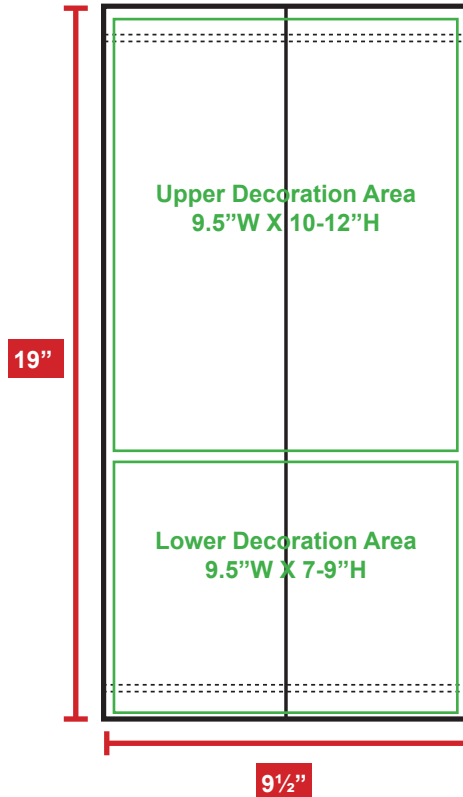 Upper Decoration Area
9.5”W X 10-12”H
19”
Lower Decoration Area
9.5”W X 7-9”H
9½”